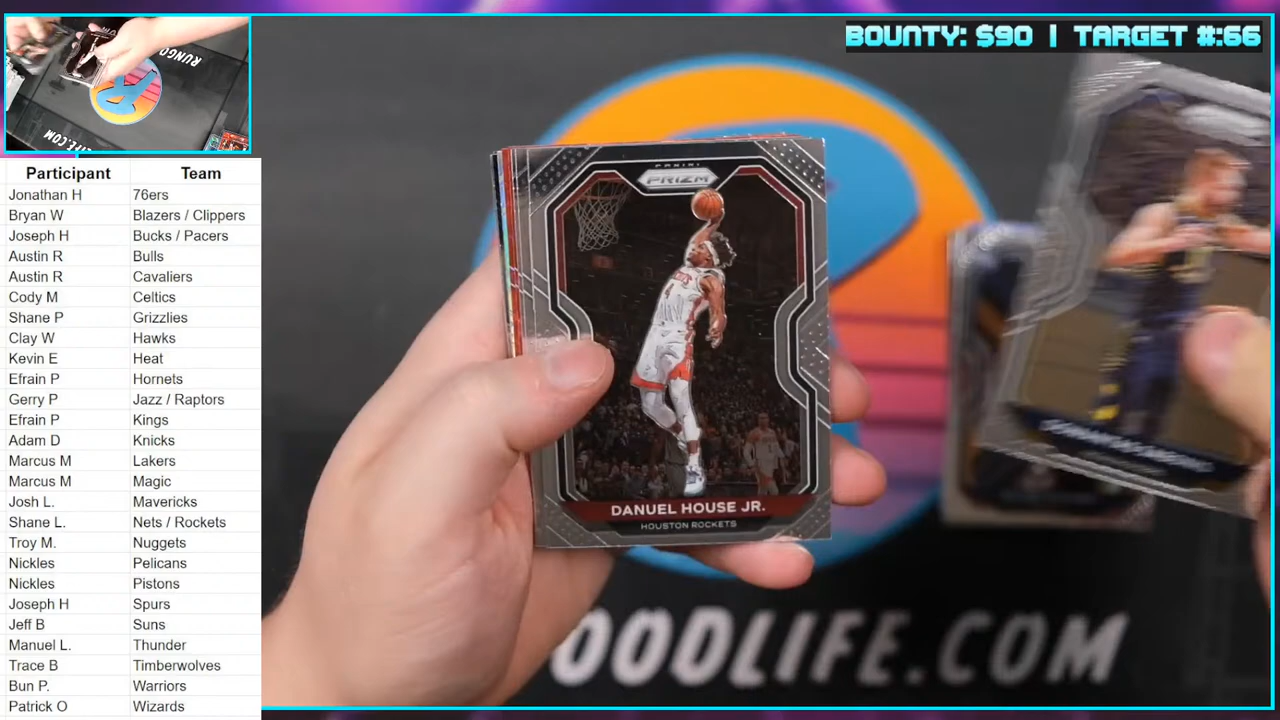 BOUNTY: $90 | TARGET #:66
RUNGO
.COM
Participant Team
Jonathan H 76ers
Bryan W Blazers / Clippers
Joseph H Bucks / Pacers
Austin R Bulls
Austin R Cavaliers
Cody M Celtics
Shane P Grizzlies
Clay W Hawks
Kevin E Heat
Efrain P Hornets
Gerry P Jazz / Raptors
Efrain P Kings
Adam D Knicks
Marcus M Lakers
Marcus M Magic
Josh L. Mavericks
Shane L. Nets / Rockets
Troy M. Nuggets
Nickles Pelicans
Nickles Pistons
Joseph H Spurs
Jeff B Suns
Manuel L. Thunder
Trace B Timberwolves
Bun P. Warriors
Patrick O Wizards
PANINI
PRIZM
4
DANUEL HOUSE JR.
HOUSTON ROCKETS
OODLIFE.COM